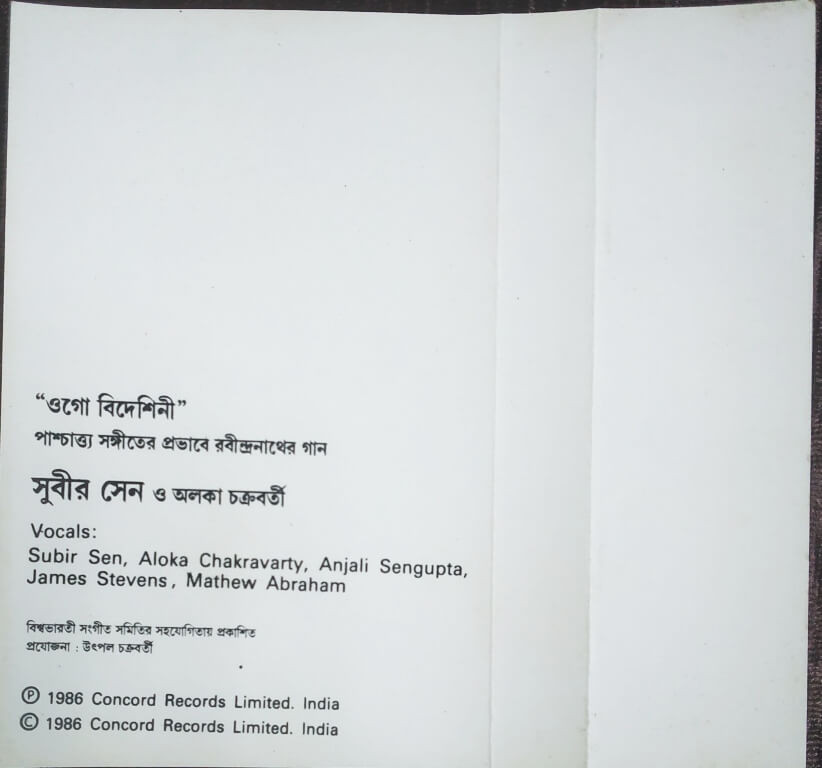 “ওগো বিদেশিনী”
পাশ্চাত্ত্য সঙ্গীতের প্রভাবে রবীন্দ্রনাথের গান
সুবীর সেন ও অলকা চক্রবর্তী
Vocals:
Subir Sen, Aloka Chakravarty, Anjali Sengupta,
James Stevens, Mathew Abraham
বিশ্বভারতী সংগীত সমিতির সহযোগিতায় প্রকাশিত
প্রযোজনা : উৎপল চক্রবর্তী
℗ 1986 Concord Records Limited. India
© 1986 Concord Records Limited. India